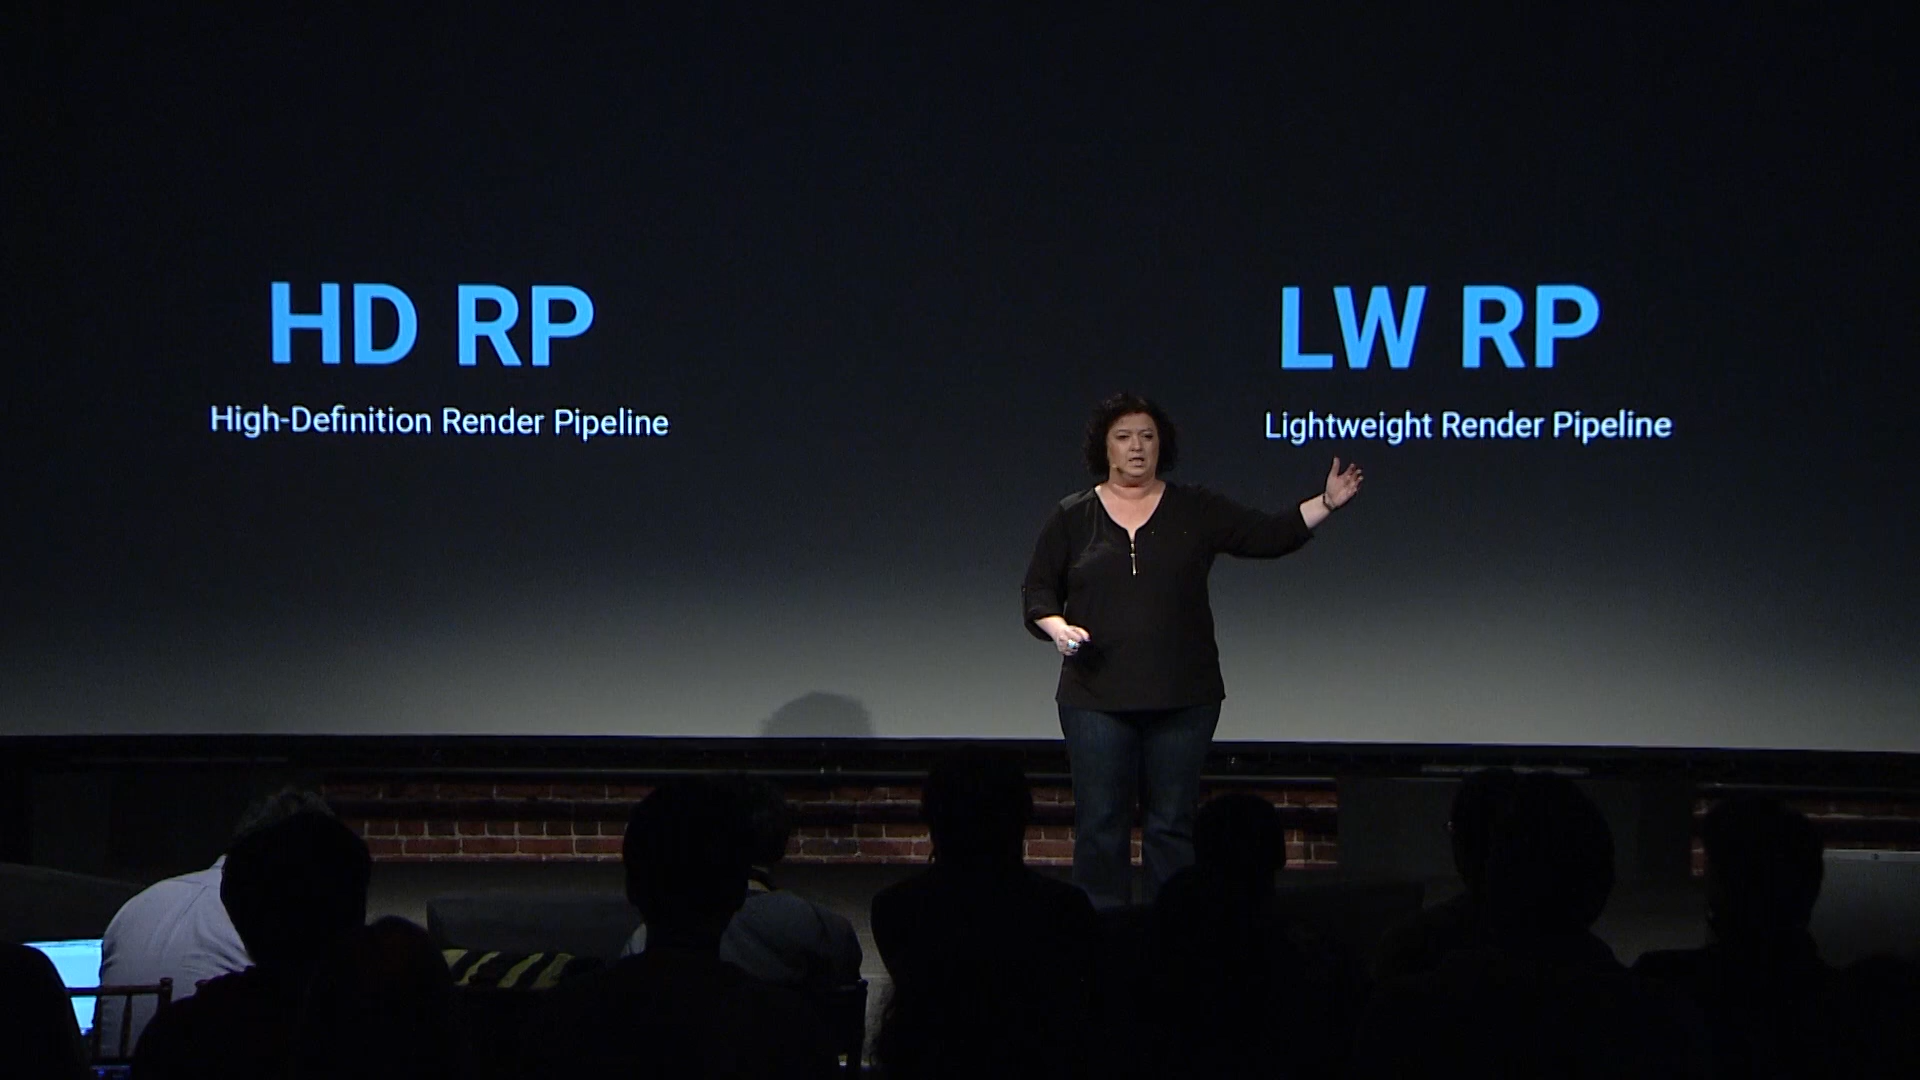 HD RP
High-Definition Render Pipeline
LW RP
Lightweight Render Pipeline